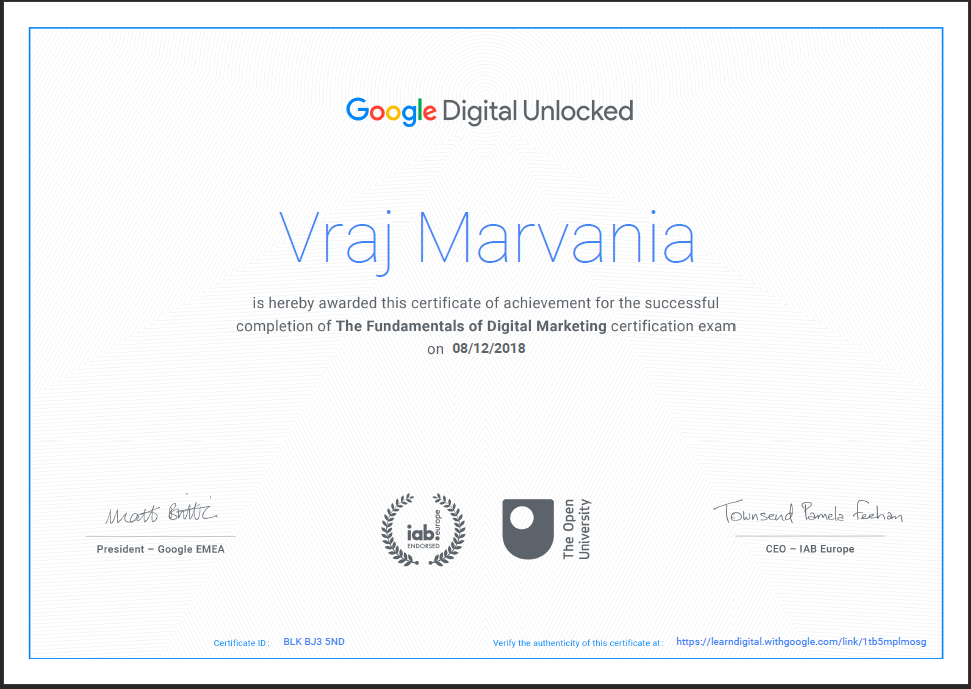 Google Digital Unlocked
Vraj Marvania
is hereby awarded this certificate of achievement for the successful
completion of The Fundamentals of Digital Marketing certification exam
on 08/12/2018
Matt Brittin
President – Google EMEA
iab.
europe
ENDORSED
The Open
University
Townsend Pamela Feehan
CEO – IAB Europe
Certificate ID : BLK BJ3 5ND
Verify the authenticity of this certificate at : https://learndigital.withgoogle.com/link/1tb5mplmosg